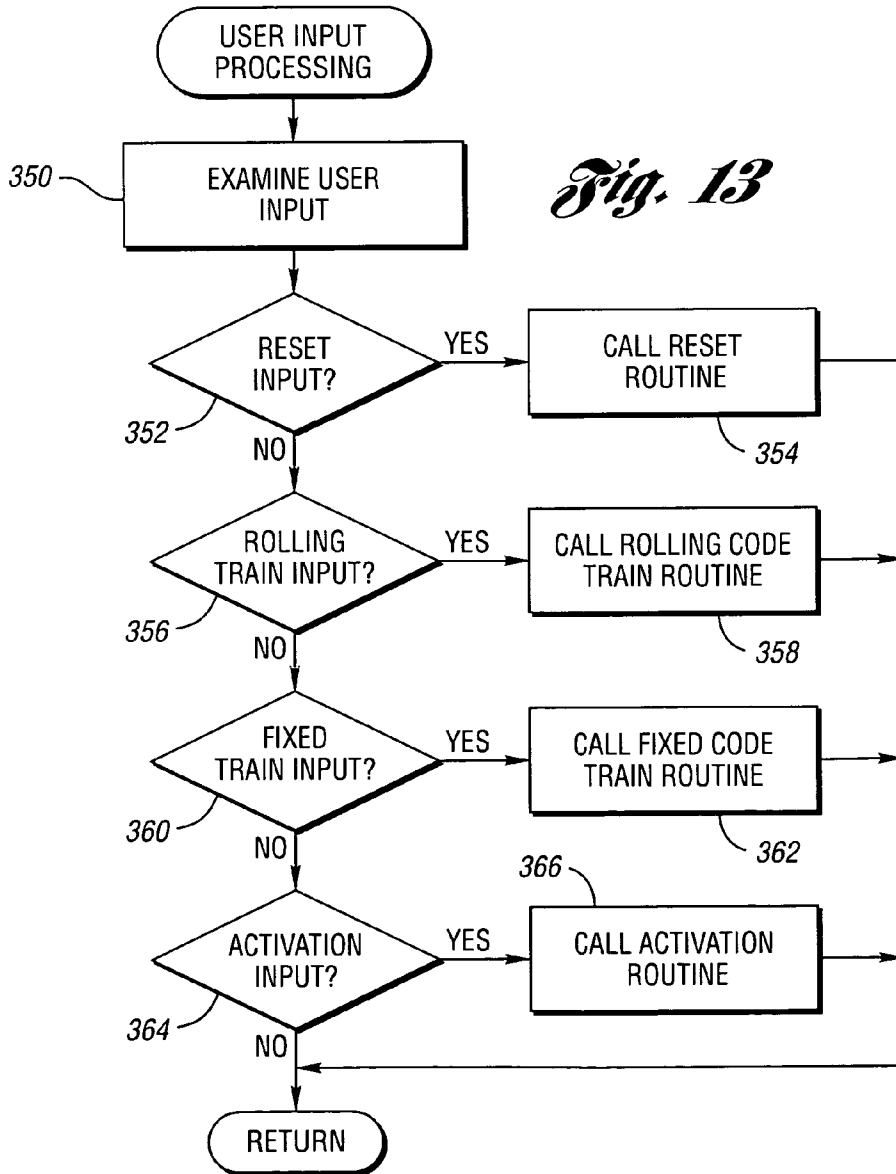 USER INPUT
PROCESSING
350
EXAMINE USER
INPUT
Fig. 13
RESET
INPUT?
YES
CALL RESET
ROUTINE
352
NO
354
ROLLING
TRAIN INPUT?
YES
CALL ROLLING CODE
TRAIN ROUTINE
356
NO
358
FIXED
TRAIN INPUT?
YES
CALL FIXED CODE
TRAIN ROUTINE
360
NO
362
366
ACTIVATION
INPUT?
YES
CALL ACTIVATION
ROUTINE
364
NO
RETURN